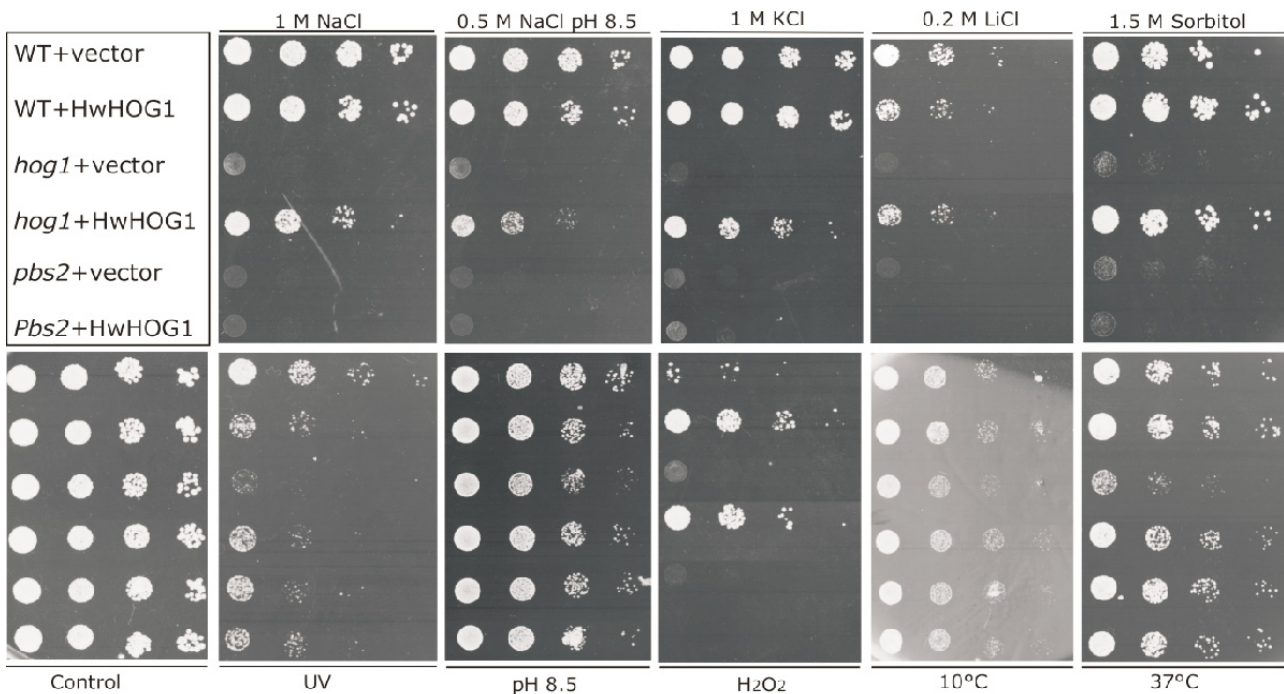 1 M NaCl
0.5 M NaCl pH 8.5
1 M KCl
0.2 M LiCl
1.5 M Sorbitol
WT+vector
WT+HwHOG1
hog1+vector
hog1+HwHOG1
pbs2+vector
Pbs2+HwHOG1
Control
UV
pH 8.5
H2O2
10°C
37°C